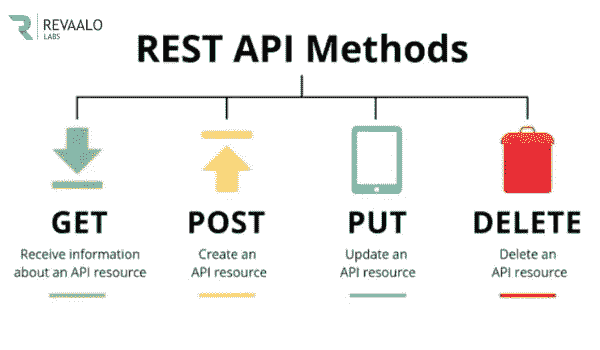 REVAALO
LABS
REST API Methods
GET
Receive information
about an API resource
POST
Create an
API resource
PUT
Update an
API resource
DELETE
Delete an
API resource